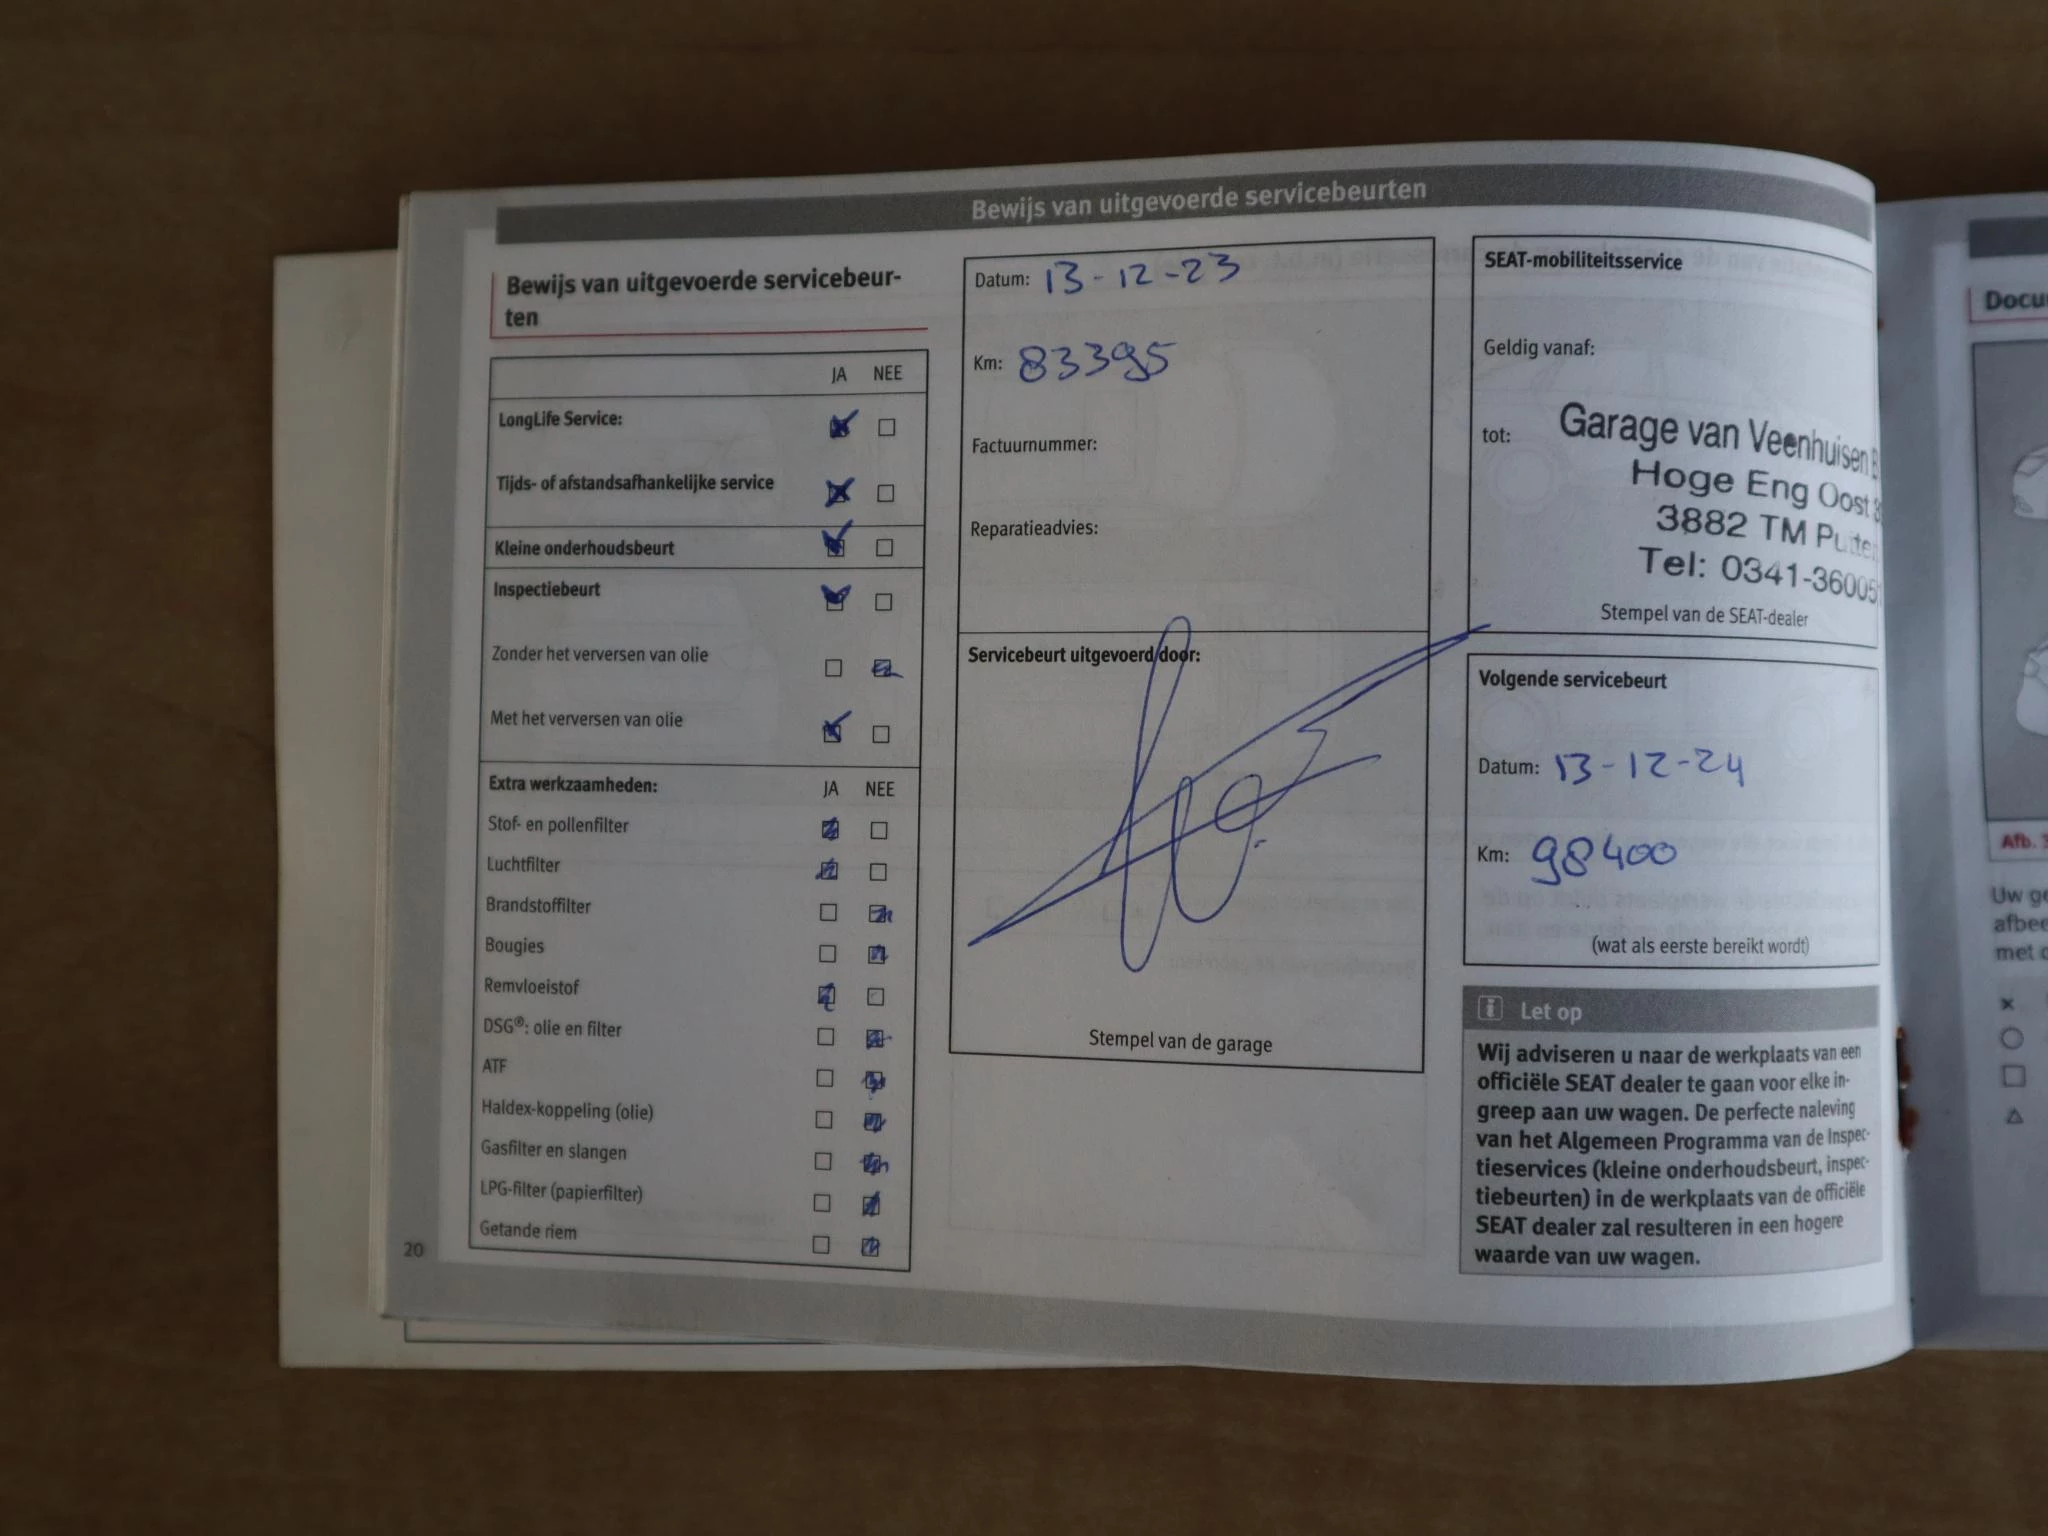 Bewijs van uitgevoerde servicebeurten
Bewijs van uitgevoerde servicebeur-
ten
JA NEE
LongLife Service:
Tijds- of afstandsafhankelijke service
Kleine onderhoudsbeurt
Inspectiebeurt
Zonder het verversen van olie
Met het verversen van olie
Extra werkzaamheden: JA NEE
Stof- en pollenfilter
Luchtfilter
Brandstoffilter
Bougies
Remvloeistof
DSG®: olie en filter
ATF
Haldex-koppeling (olie)
Gasfilter en slangen
LPG-filter (papierfilter)
Getande riem
20
Datum: 13-12-23
Km: 83395
Factuurnummer:
Reparatieadvies:
Servicebeurt uitgevoerd door:
Stempel van de garage
SEAT-mobiliteitsservice
Geldig vanaf:
tot:
Garage van Veenhuisen
Hoge Eng Oost
3882 TM Putten
Tel: 0341-36005
Stempel van de SEAT-dealer
Volgende servicebeurt
Datum: 13-12-24
Km: 98400
(wat als eerste bereikt wordt)
i Let op
Wij adviseren u naar de werkplaats van een
officiële SEAT dealer te gaan voor elke in-
greep aan uw wagen. De perfecte naleving
van het Algemeen Programma van de Inspec-
tieservices (kleine onderhoudsbeurt, inspec-
tiebeurten) in de werkplaats van de officiële
SEAT dealer zal resulteren in een hogere
waarde van uw wagen.
Docu
Afb. 3
Uw ge
afbee
met